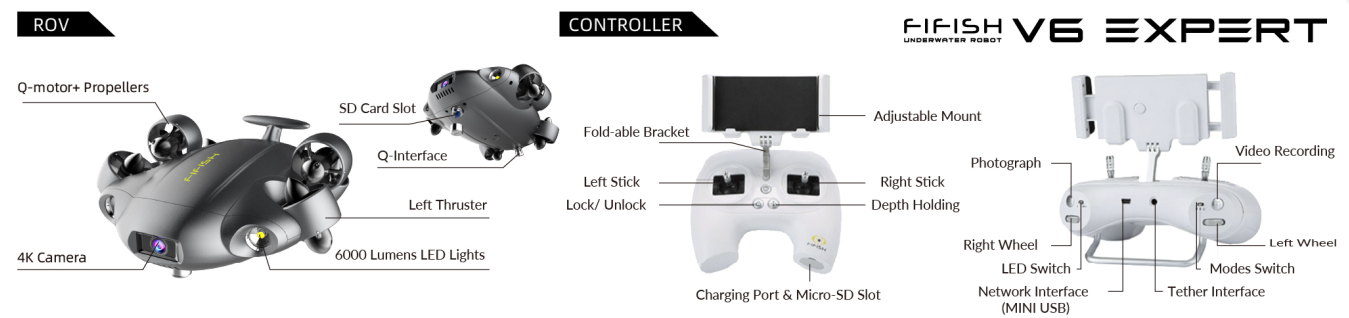 ROV
CONTROLLER
FIFISH
UNDERWATER ROBOT
V6 EXPERT
Q-motor+ Propellers
SD Card Slot
Q-Interface
Left Thruster
4K Camera
6000 Lumens LED Lights
FIFISH
Fold-able Bracket
Adjustable Mount
Left Stick
Right Stick
Lock/ Unlock
Depth Holding
FIFISH
Charging Port & Micro-SD Slot
Photograph
Video Recording
Right Wheel
Left Wheel
LED Switch
Modes Switch
Network Interface
(MINI USB)
Tether Interface